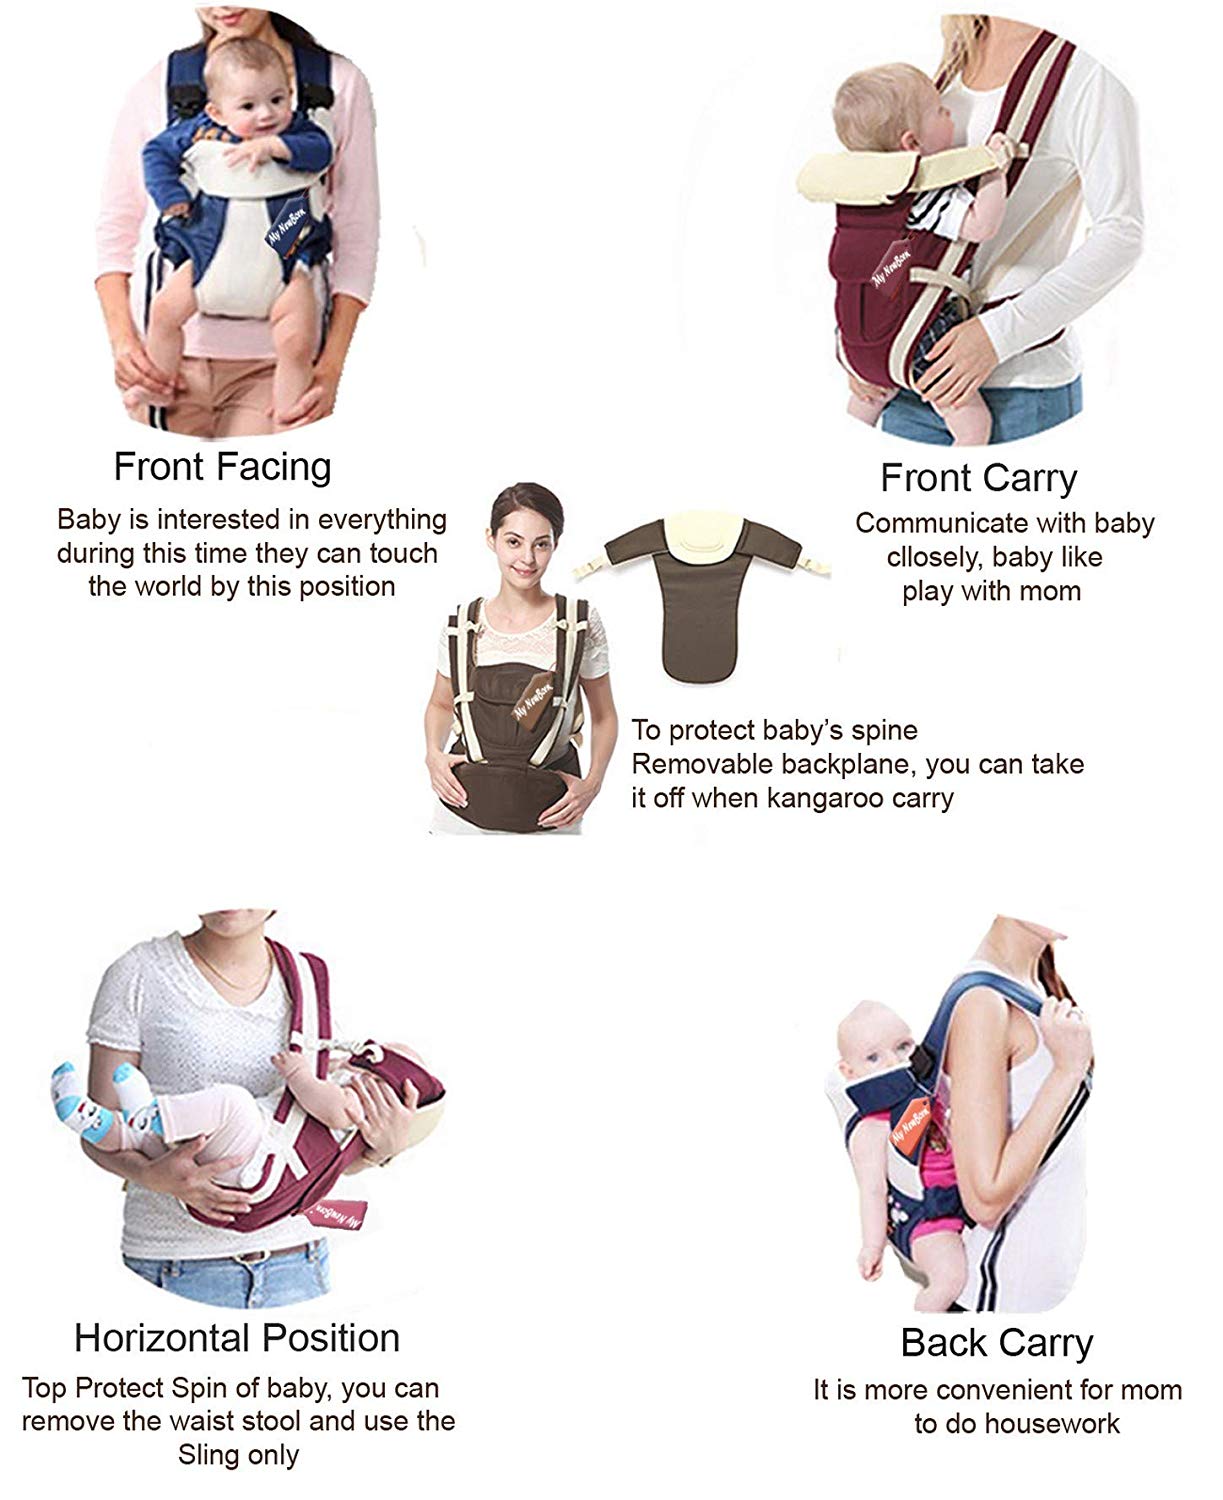 My NewBorn
My NewBorn
Front Facing
Baby is interested in everything
during this time they can touch
the world by this position
Front Carry
Communicate with baby
cllosely, baby like
play with mom
My NewBorn
To protect baby's spine
Removable backplane, you can take
it off when kangaroo carry
My NewBorn
My NewBorn
Horizontal Position
Top Protect Spin of baby, you can
remove the waist stool and use the
Sling only
Back Carry
It is more convenient for mom
to do housework